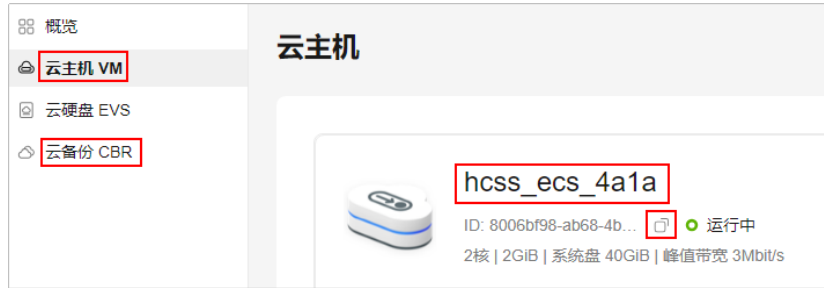 概览
云主机 VM
云硬盘 EVS
云备份 CBR
云主机
hcss_ecs_4a1a
ID: 8006bf98-ab68-4b... 运行中
2核 | 2GiB | 系统盘 40GiB | 峰值带宽 3Mbit/s